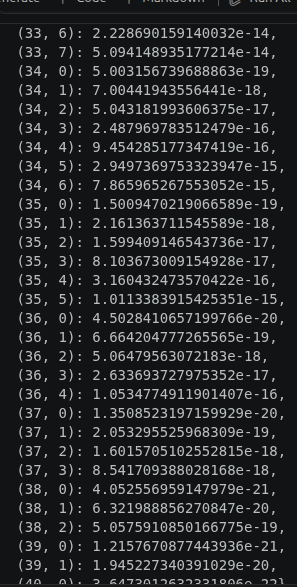 Code Markdown Run All
(33, 6): 2.228690159140032e-14,
(33, 7): 5.094148935177214e-14,
(34, 0): 5.003156739688863e-19,
(34, 1): 7.00441943556441e-18,
(34, 2): 5.043181993606375e-17,
(34, 3): 2.487969783512479e-16,
(34, 4): 9.454285177347419e-16,
(34, 5): 2.9497369753323947e-15,
(34, 6): 7.865965267553052e-15,
(35, 0): 1.5009470219066589e-19,
(35, 1): 2.161363711545589e-18,
(35, 2): 1.599409146543736e-17,
(35, 3): 8.103673009154928e-17,
(35, 4): 3.160432473570422e-16,
(35, 5): 1.0113383915425351e-15,
(36, 0): 4.5028410657199766e-20,
(36, 1): 6.664204777265565e-19,
(36, 2): 5.06479563072183e-18,
(36, 3): 2.633693727975352e-17,
(36, 4): 1.0534774911901407e-16,
(37, 0): 1.3508523197159929e-20,
(37, 1): 2.053295525968309e-19,
(37, 2): 1.6015705102552815e-18,
(37, 3): 8.541709388028168e-18,
(38, 0): 4.052556959147979e-21,
(38, 1): 6.321988856270847e-20,
(38, 2): 5.0575910850166775e-19,
(39, 0): 1.2157670877443936e-21,
(39, 1): 1.945227340391029e-20,
(40, 0):